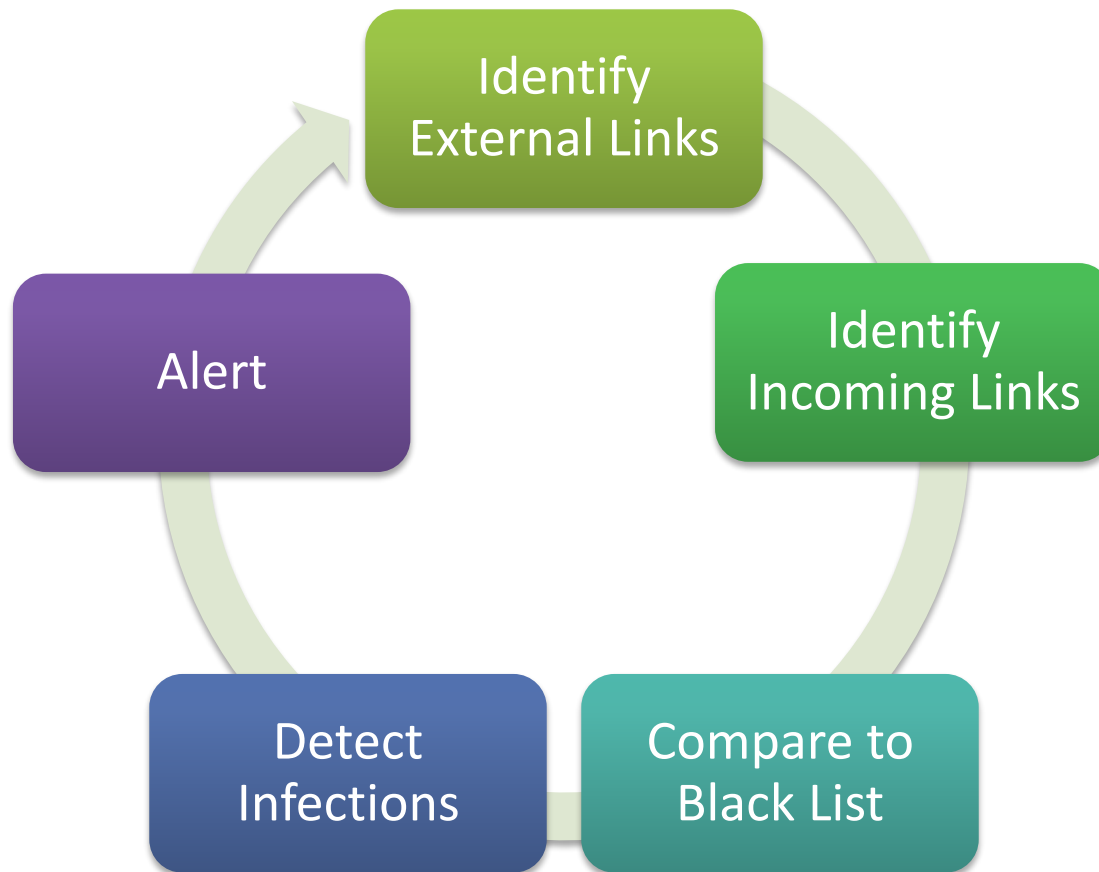 Identify
External Links
Identify
Incoming Links
Compare to
Black List
Detect
Infections
Alert